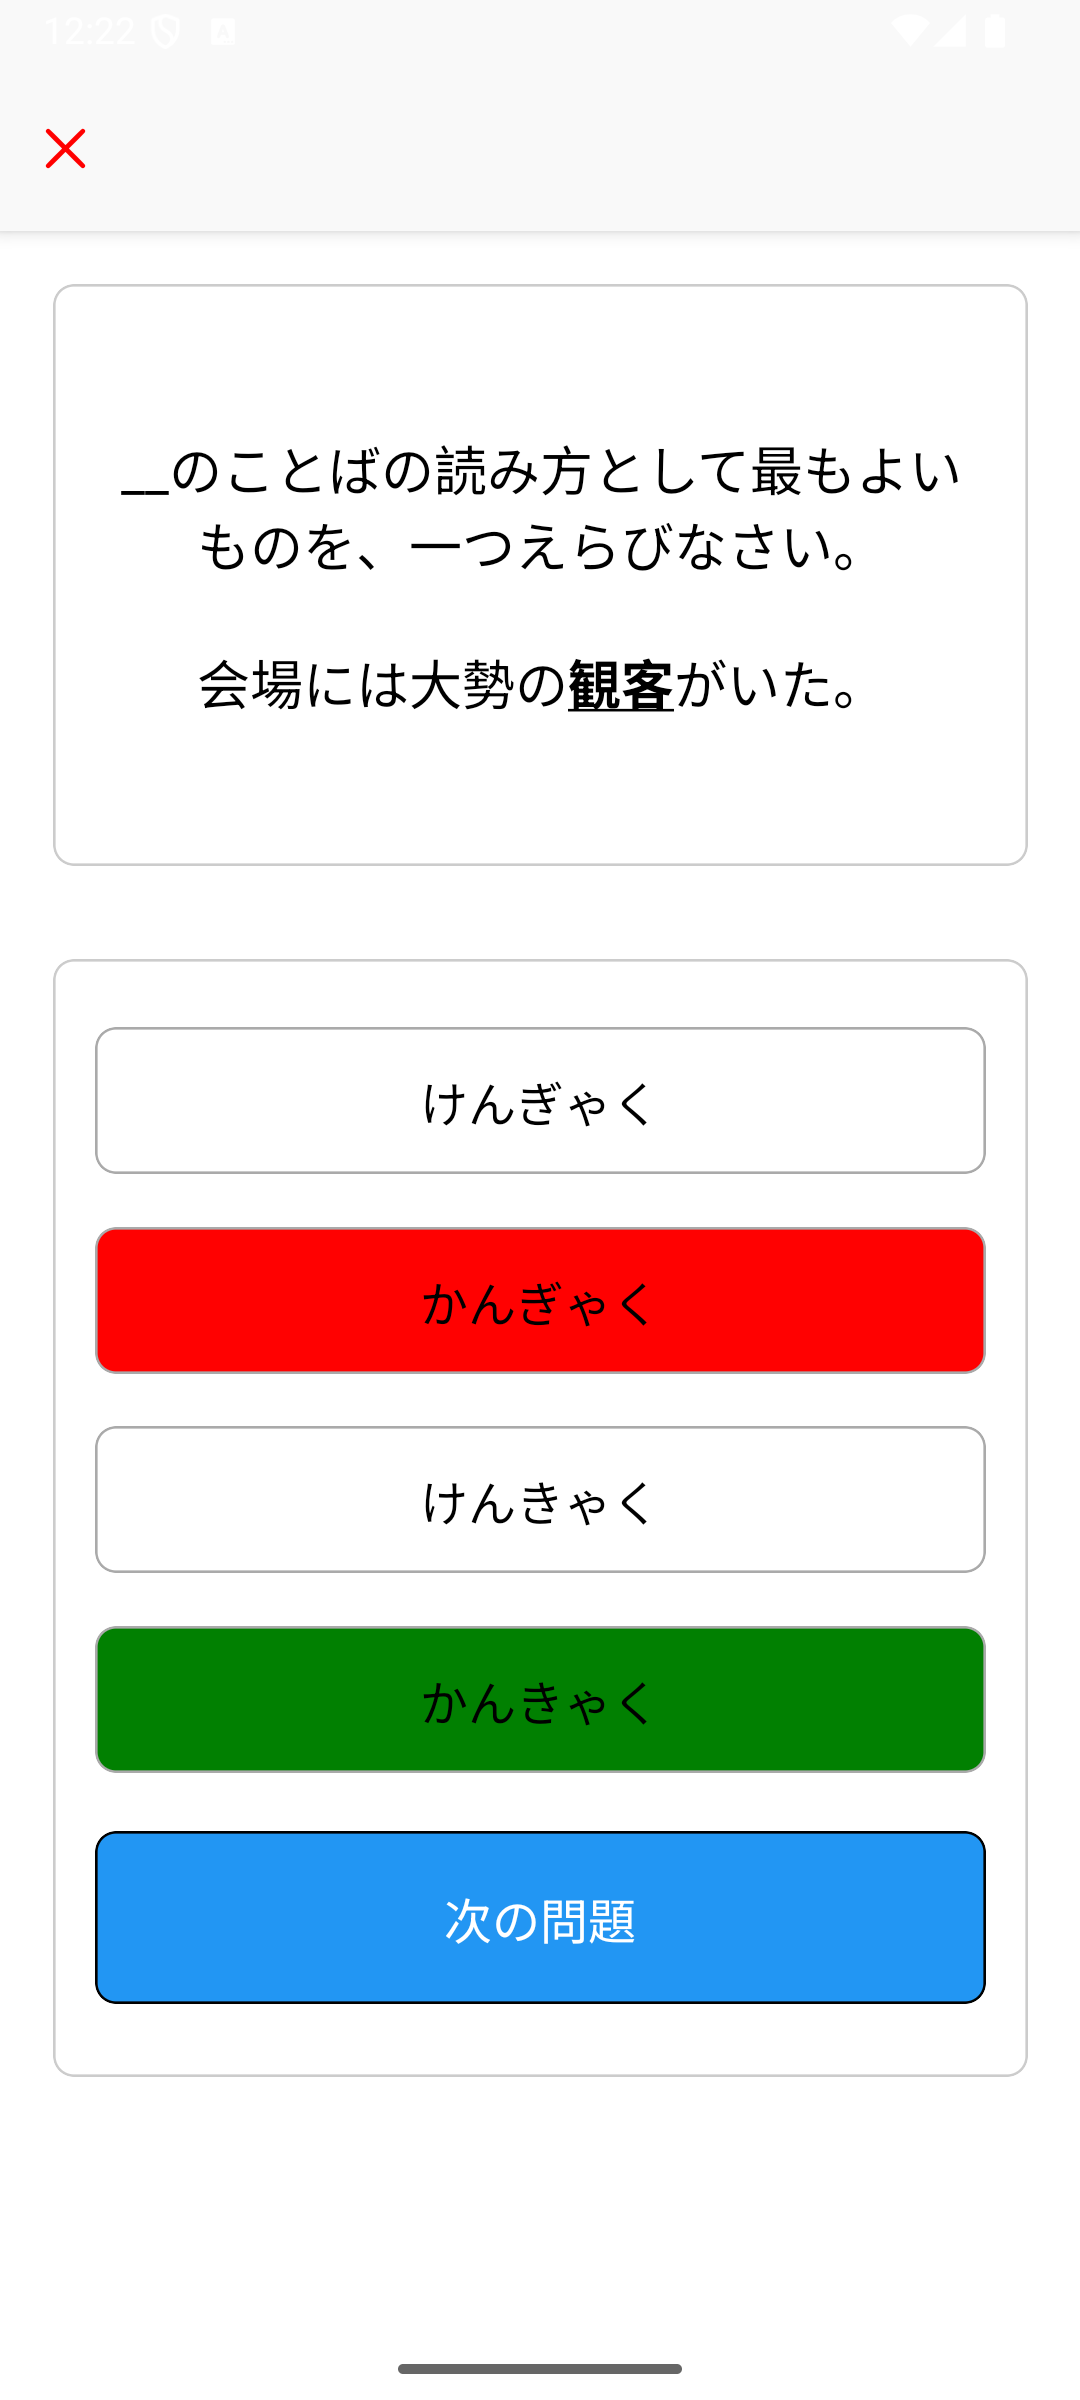 12:22
__のことばの読み方として最もよい
ものを、一つえらびなさい。
会場には大勢の観客がいた。
けんぎゃく
かんぎゃく
けんきゃく
かんきゃく
次の問題